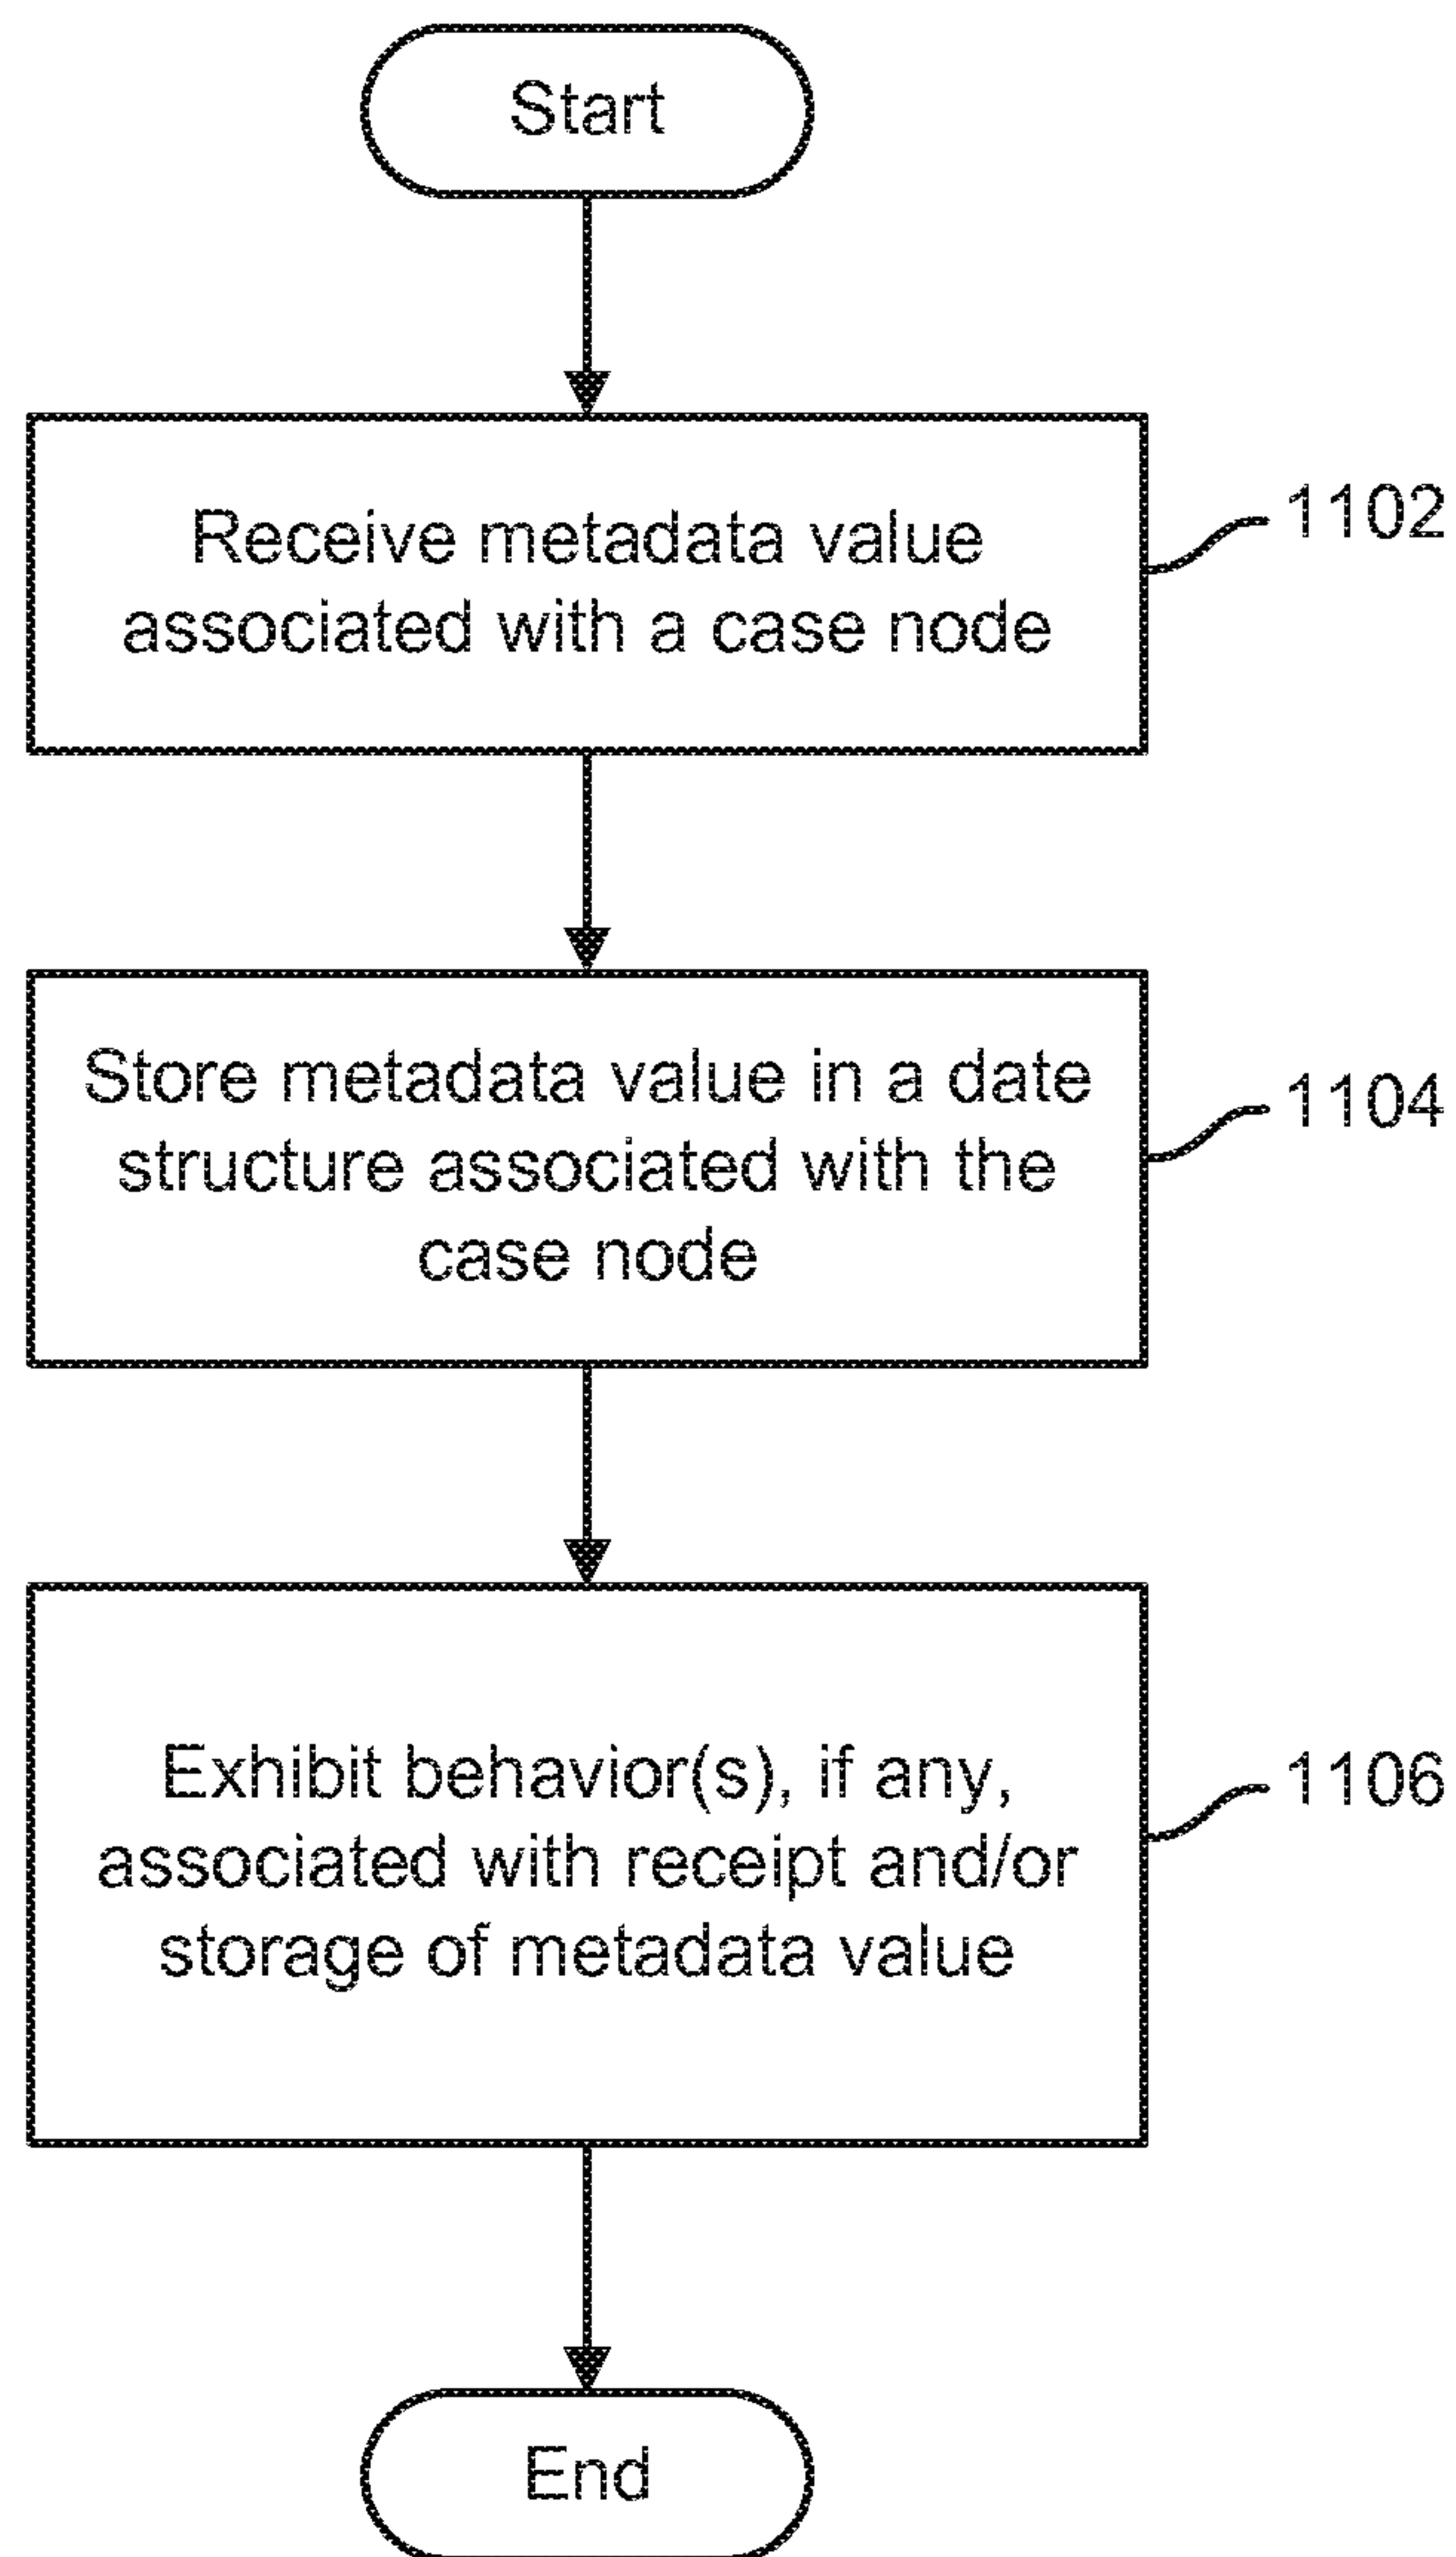 Start
Receive metadata value
associated with a case node
1102
Store metadata value in a date
structure associated with the
case node
1104
Exhibit behavior(s), if any,
associated with receipt and/or
storage of metadata value
1106
End